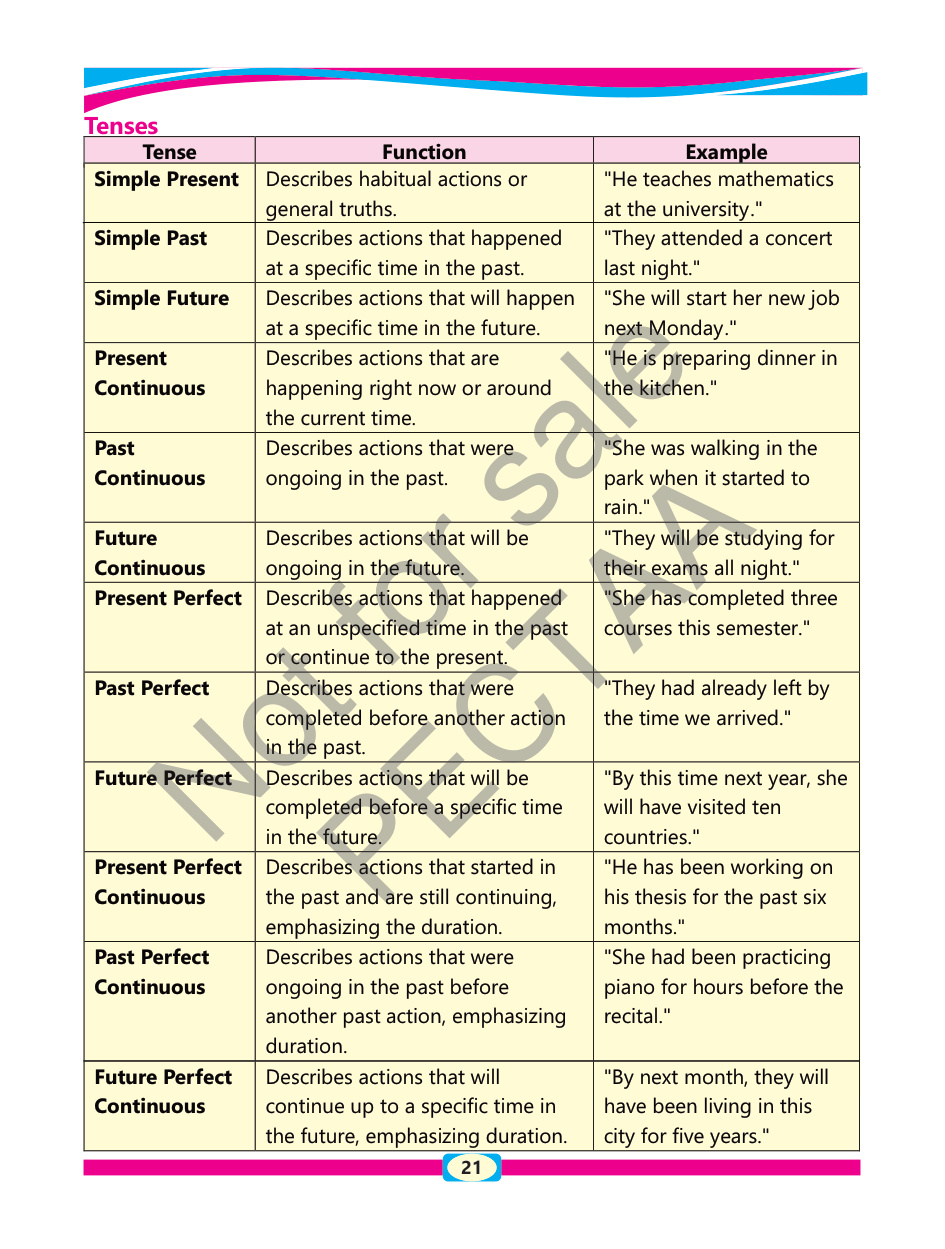 Tenses
Tense Function Example
Simple Present Describes habitual actions or "He teaches mathematics
general truths. at the university."
Simple Past Describes actions that happened "They attended a concert
at a specific time in the past. last night."
Simple Future Describes actions that will happen "She will start her new job
at a specific time in the future. next Monday."
Present Describes actions that are "He is preparing dinner in
Continuous happening right now or around the kitchen."
the current time.
Past Describes actions that were "She was walking in the
Continuous ongoing in the past. park when it started to
rain."
Future Describes actions that will be "They will be studying for
Continuous ongoing in the future. their exams all night."
Present Perfect Describes actions that happened "She has completed three
at an unspecified time in the past courses this semester."
or continue to the present.
Past Perfect Describes actions that were "They had already left by
completed before another action the time we arrived."
in the past.
Future Perfect Describes actions that will be "By this time next year, she
completed before a specific time will have visited ten
in the future. countries."
Present Perfect Describes actions that started in "He has been working on
Continuous the past and are still continuing, his thesis for the past six
emphasizing the duration. months."
Past Perfect Describes actions that were "She had been practicing
Continuous ongoing in the past before piano for hours before the
another past action, emphasizing recital."
duration.
Future Perfect Describes actions that will "By next month, they will
Continuous continue up to a specific time in have been living in this
the future, emphasizing duration. city for five years."
21
Not for sale
PECTAA